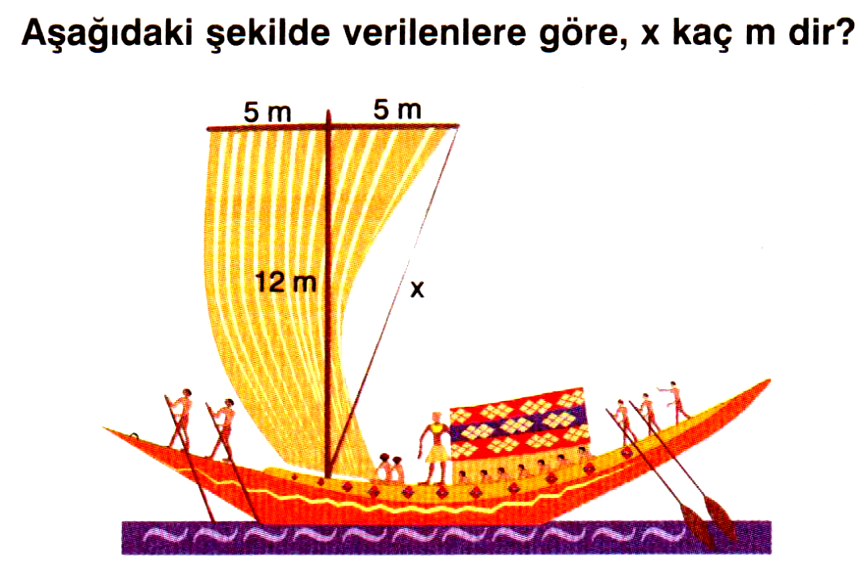 Aşağıdaki şekilde verilenlere göre, x kaç m dir?
5 m 5 m
12 m x